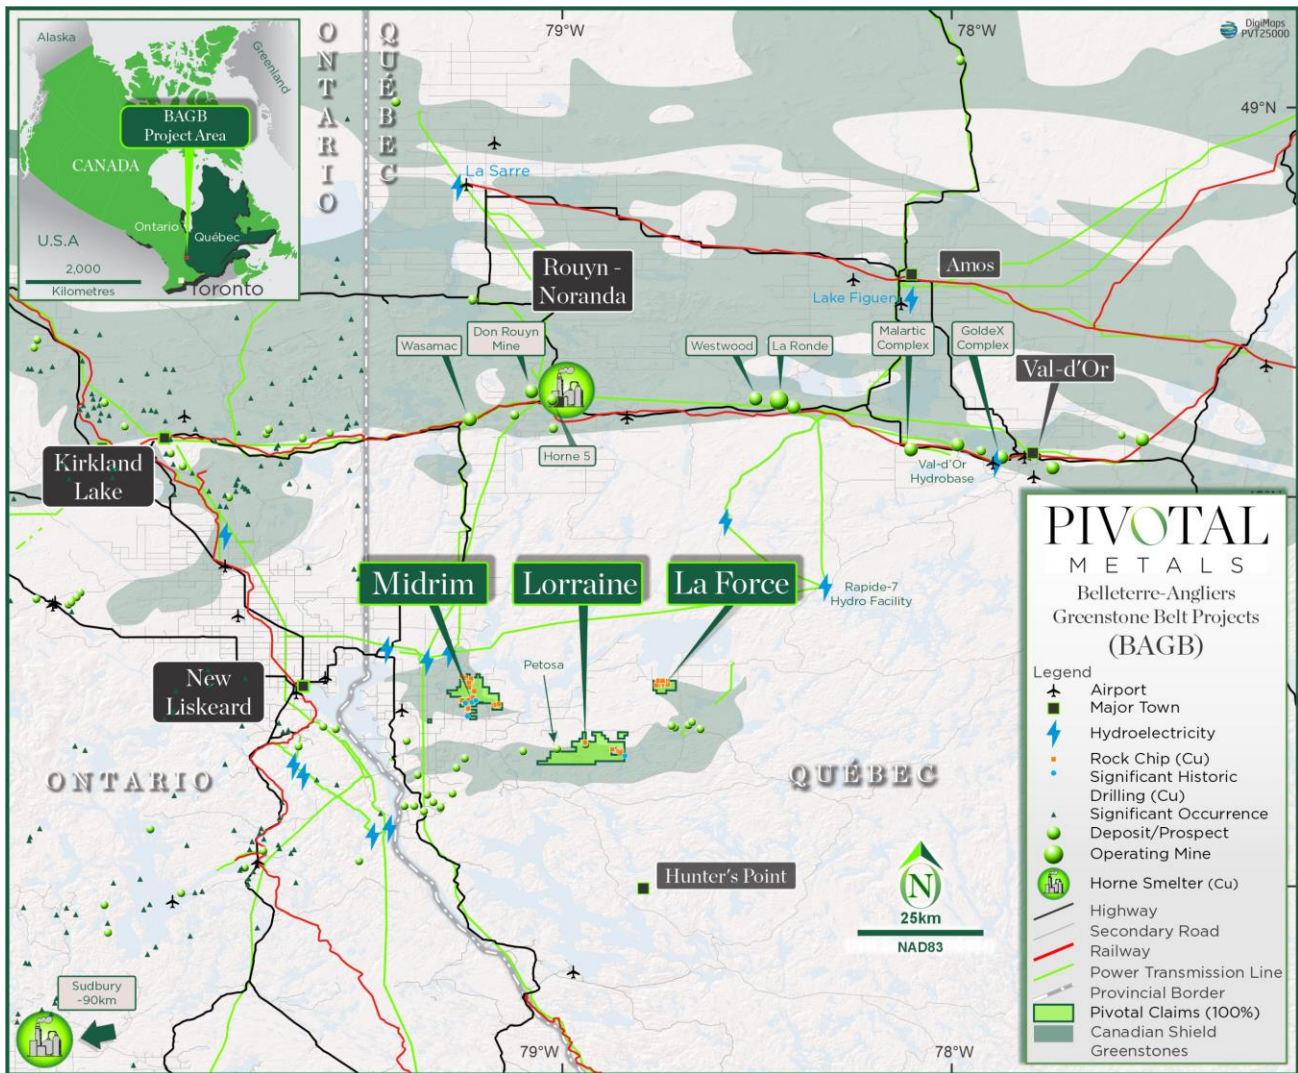 Alaska
Greenland
BAGB
Project Area
CANADA
Ontario
Québec
U.S.A
2,000
Kilometres
Toronto
ONTARIO
QUÉBEC
79°W
78°W
DigiMaps
PVT25000
49°N
La Sarre
Rouyn -
Noranda
Amos
Lake Figuery
Wasamac
Don Rouyn
Mine
Westwood
La Ronde
Malartic
Complex
GoldeX
Complex
Val-d'Or
Horne 5
Kirkland
Lake
Val-d'Or
Hydrobase
Midrim
Lorraine
La Force
Rapide-7
Hydro Facility
New
Liskeard
Petosa
ONTARIO
QUÉBEC
Hunter's Point
N
25km
NAD83
Sudbury
~90km
79°W
78°W
PIVOTAL
METALS
Belleterre-Angliers
Greenstone Belt Projects
(BAGB)
Legend
Airport
Major Town
Hydroelectricity
Rock Chip (Cu)
Significant Historic
Drilling (Cu)
Significant Occurrence
Deposit/Prospect
Operating Mine
Horne Smelter (Cu)
Highway
Secondary Road
Railway
Power Transmission Line
Provincial Border
Pivotal Claims (100%)
Canadian Shield
Greenstones